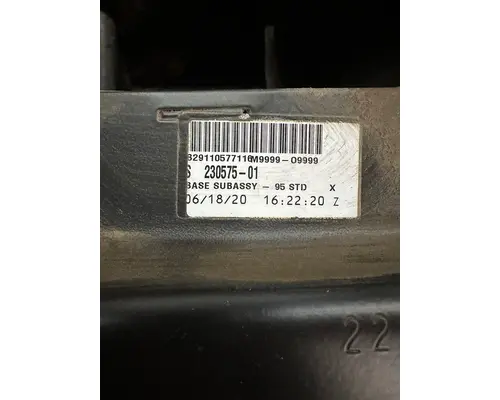 829110577116M9999-09999
S 230575-01
BASE SUBASSY - 95 STD X
06/18/20 16:22:20 Z
22